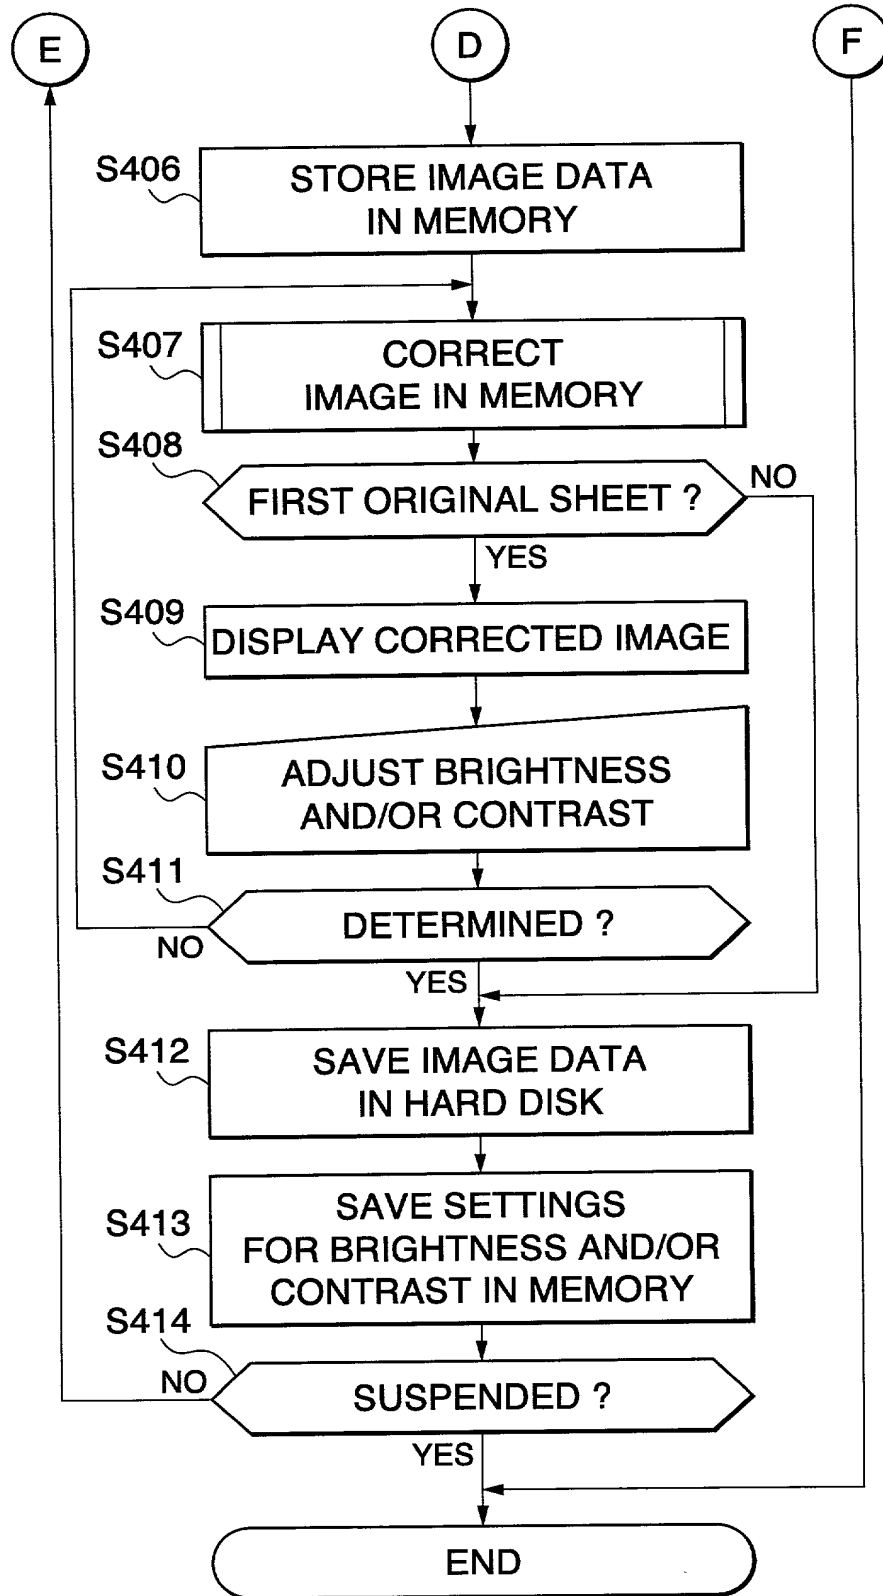 E
D
F
S406
STORE IMAGE DATA
IN MEMORY
S407
CORRECT
IMAGE IN MEMORY
S408
FIRST ORIGINAL SHEET ?
NO
YES
S409
DISPLAY CORRECTED IMAGE
S410
ADJUST BRIGHTNESS
AND/OR CONTRAST
S411
DETERMINED ?
NO
YES
S412
SAVE IMAGE DATA
IN HARD DISK
S413
SAVE SETTINGS
FOR BRIGHTNESS AND/OR
CONTRAST IN MEMORY
S414
NO
SUSPENDED ?
YES
END